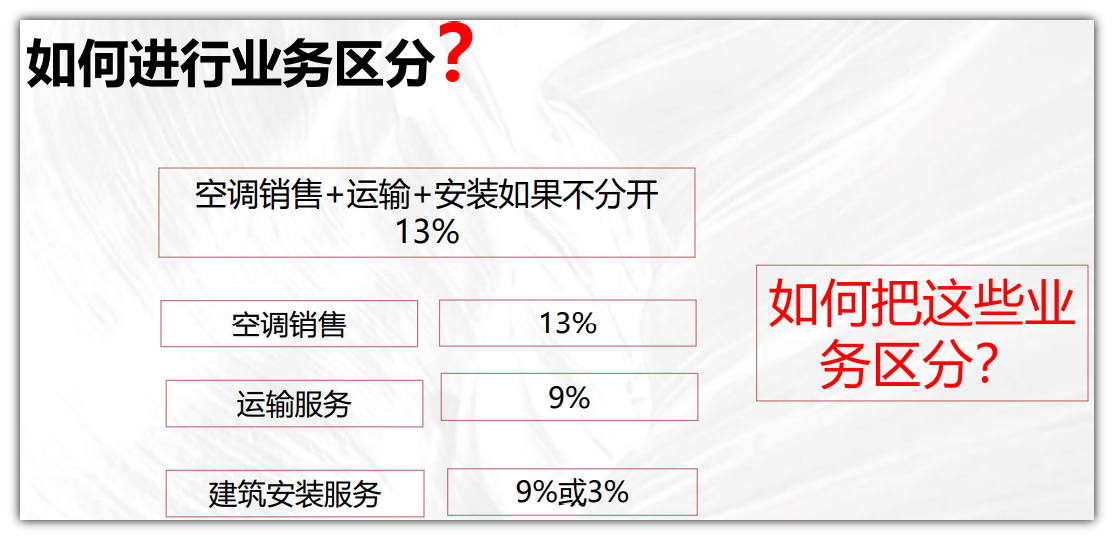 如何进行业务区分?
空调销售+运输+安装如果不分开
13%
空调销售
13%
运输服务
9%
建筑安装服务
9%或3%
如何把这些业
务区分?